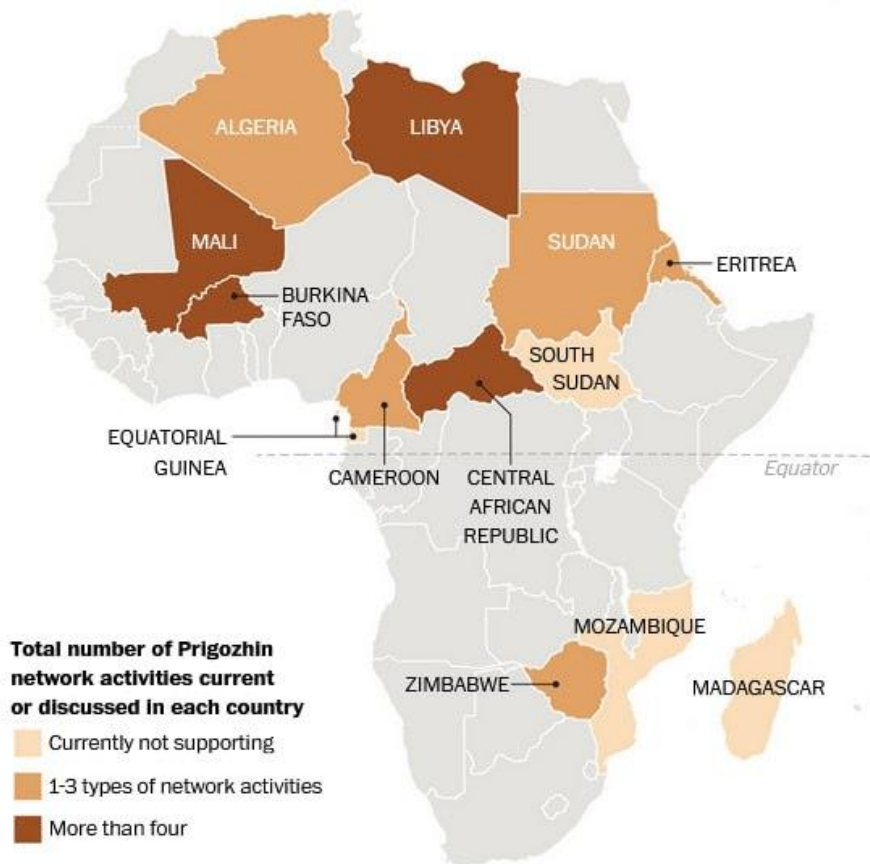 ALGERIA
LIBYA
MALI
SUDAN
ERITREA
BURKINA
FASO
SOUTH
SUDAN
EQUATORIAL
GUINEA
CAMEROON
CENTRAL
AFRICAN
REPUBLIC
Equator
MOZAMBIQUE
ZIMBABWE
MADAGASCAR
Total number of Prigozhin
network activities current
or discussed in each country
Currently not supporting
1-3 types of network activities
More than four